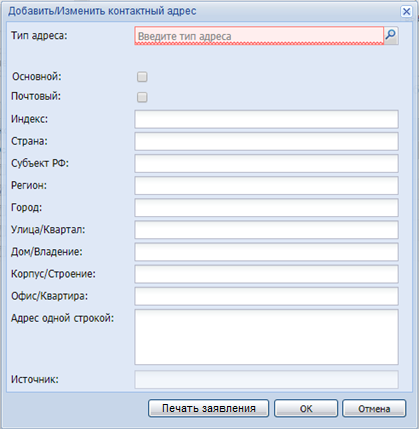 Добавить/Изменить контактный адрес
Тип адреса: Введите тип адреса
Основной:
Почтовый:
Индекс:
Страна:
Субъект РФ:
Регион:
Город:
Улица/Квартал:
Дом/Владение:
Корпус/Строение:
Офис/Квартира:
Адрес одной строкой:
Источник:
Печать заявления ОК Отмена